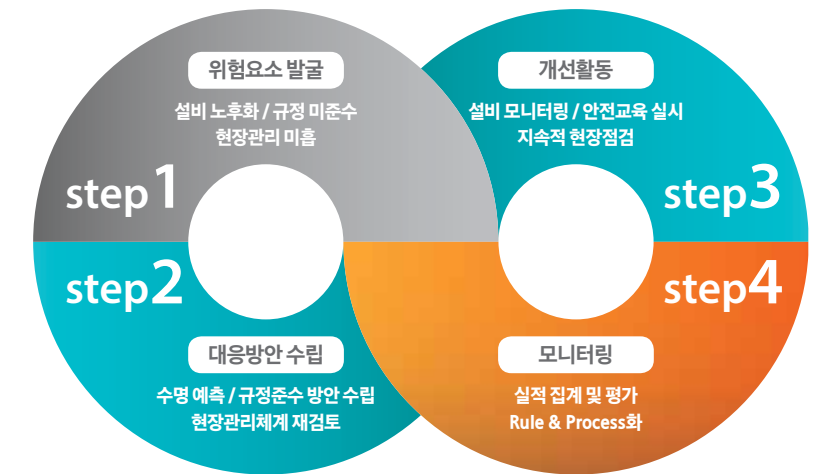 위험요소 발굴
설비 노후화 / 규정 미준수
현장관리 미흡
step1
step2
대응방안 수립
수명 예측 / 규정준수 방안 수립
현장관리체계 재검토
개선활동
설비 모니터링 / 안전교육 실시
지속적 현장점검
step3
step4
모니터링
실적 집계 및 평가
Rule & Process화